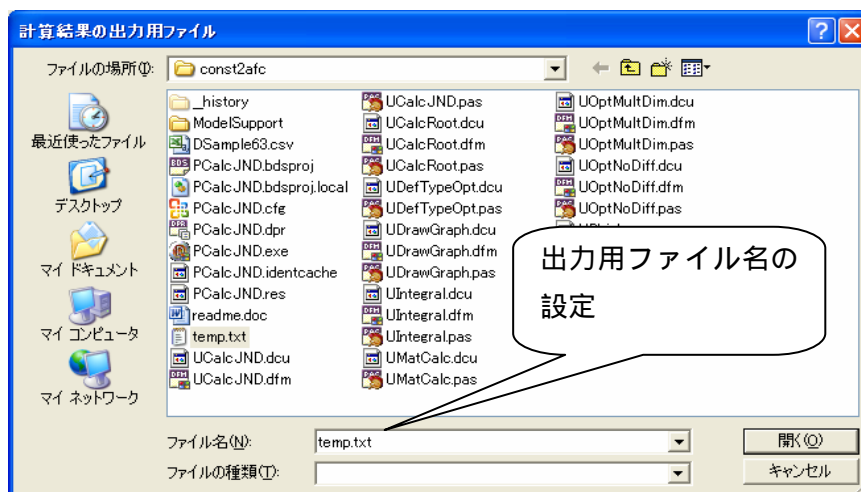 計算結果の出力用ファイル
ファイルの場所(I):
const2afc
最近使ったファイル
デスクトップ
マイ ドキュメント
マイ コンピュータ
マイ ネットワーク
_history
ModelSupport
DSample63.csv
PCalcJND.bdsproj
PCalcJND.bdsproj.local
PCalcJND.cfg
PCalcJND.dpr
PCalcJND.exe
PCalcJND.identcache
PCalcJND.res
readme.doc
temp.txt
UCalcJND.dcu
UCalcJND.dfm
UCalcJND.pas
UCalcRoot.dcu
UCalcRoot.dfm
UCalcRoot.pas
UDefTypeOpt.dcu
UDefTypeOpt.pas
UDrawGraph.dcu
UDrawGraph.dfm
UDrawGraph.pas
UIntegral.dcu
UIntegral.dfm
UIntegral.pas
UMatCalc.dcu
UMatCalc.pas
UOptMultDim.dcu
UOptMultDim.dfm
UOptMultDim.pas
UOptNoDiff.dcu
UOptNoDiff.dfm
UOptNoDiff.pas
出力用ファイル名の
設定
ファイル名(N):
temp.txt
開く(O)
ファイルの種類(T):
キャンセル